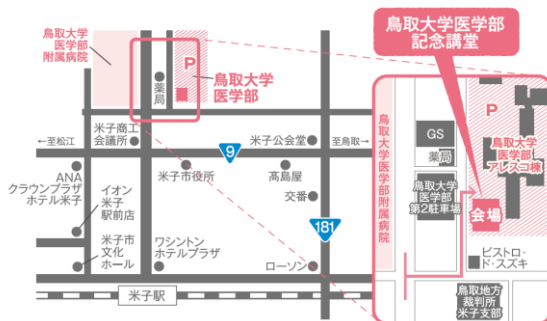 鳥取大学
医学部
附属病院
P
薬局
鳥取大学
医学部
鳥取大学医学部
記念講堂
米子商工
会議所
9
米子公会堂
←至松江
至鳥取→
ANA
クラウンプラザ
ホテル米子
米子市役所
髙島屋
イオン
米子
駅前店
交番
181
米子市
文化
ホール
ワシントン
ホテルプラザ
ローソン
米子駅
鳥取大学医学部附属病院
P
GS
薬局
鳥取大学
医学部
アレスコ棟
鳥取大学
医学部
第2駐車場
会場
ビストロ・
ド・スズキ
鳥取地方
裁判所
米子支部